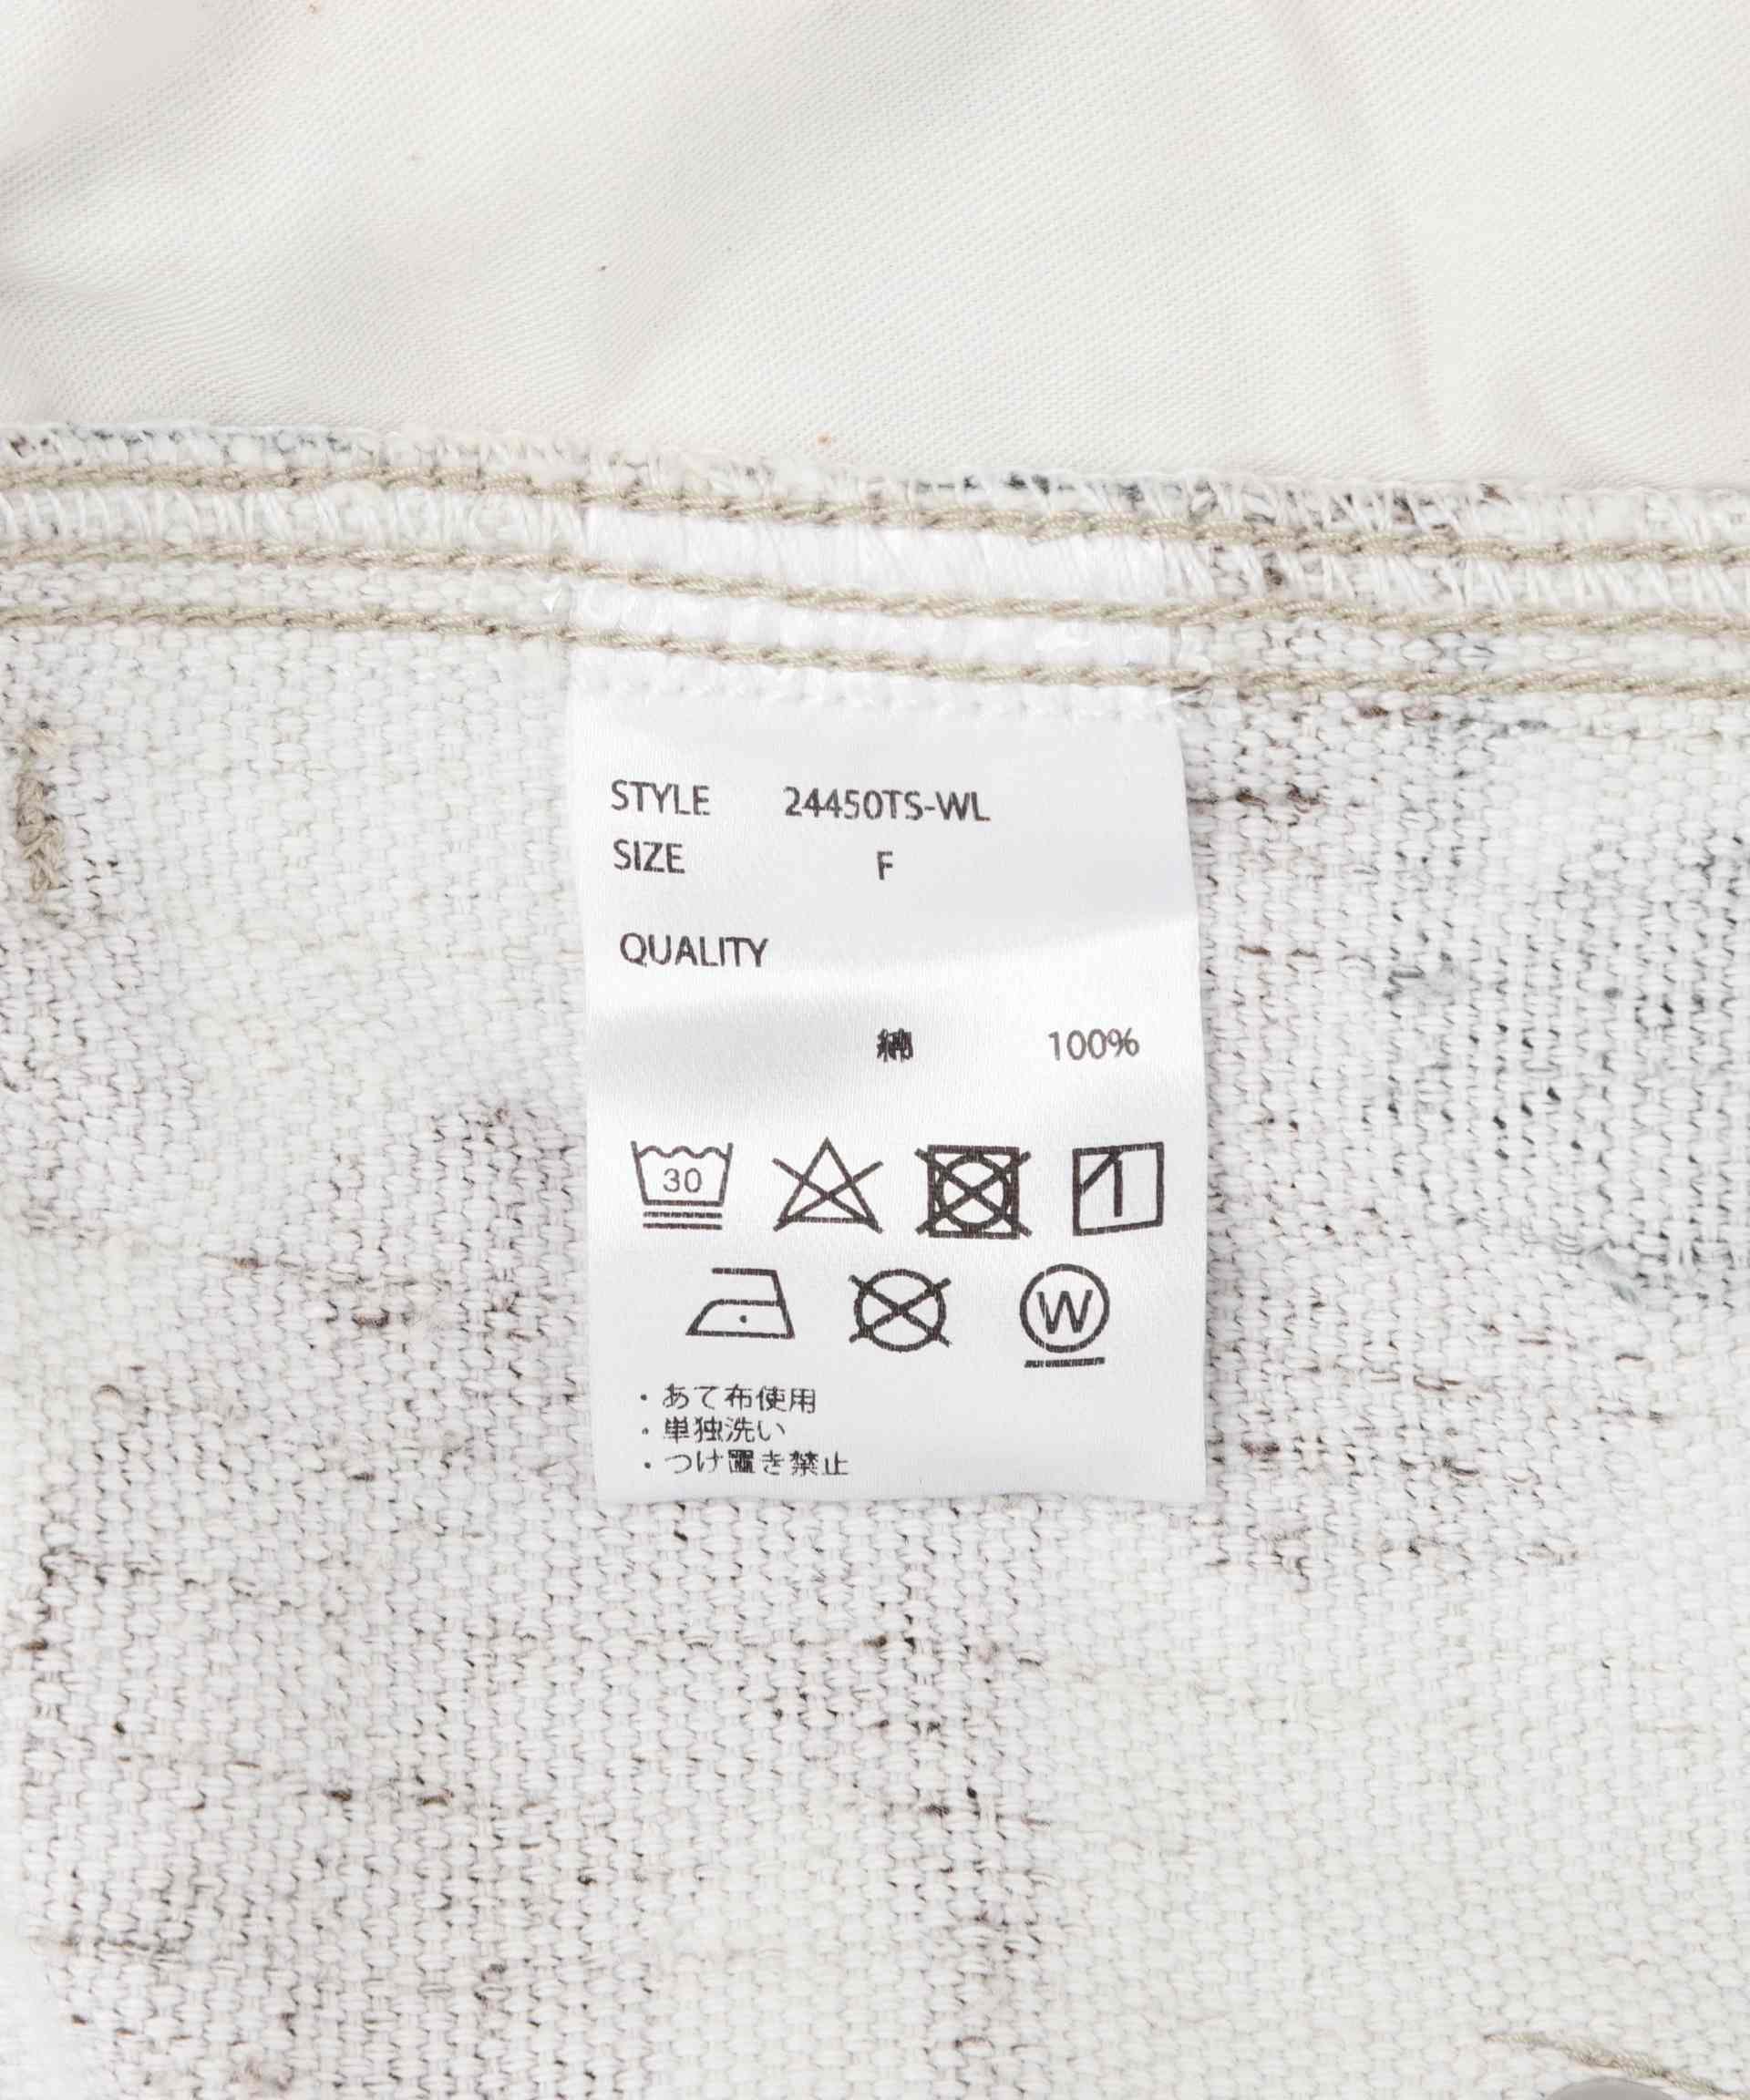 STYLE 24450TS-WL
SIZE F
QUALITY
綿 100%
30
W
・あて布使用
・単独洗い
・つけ置き禁止